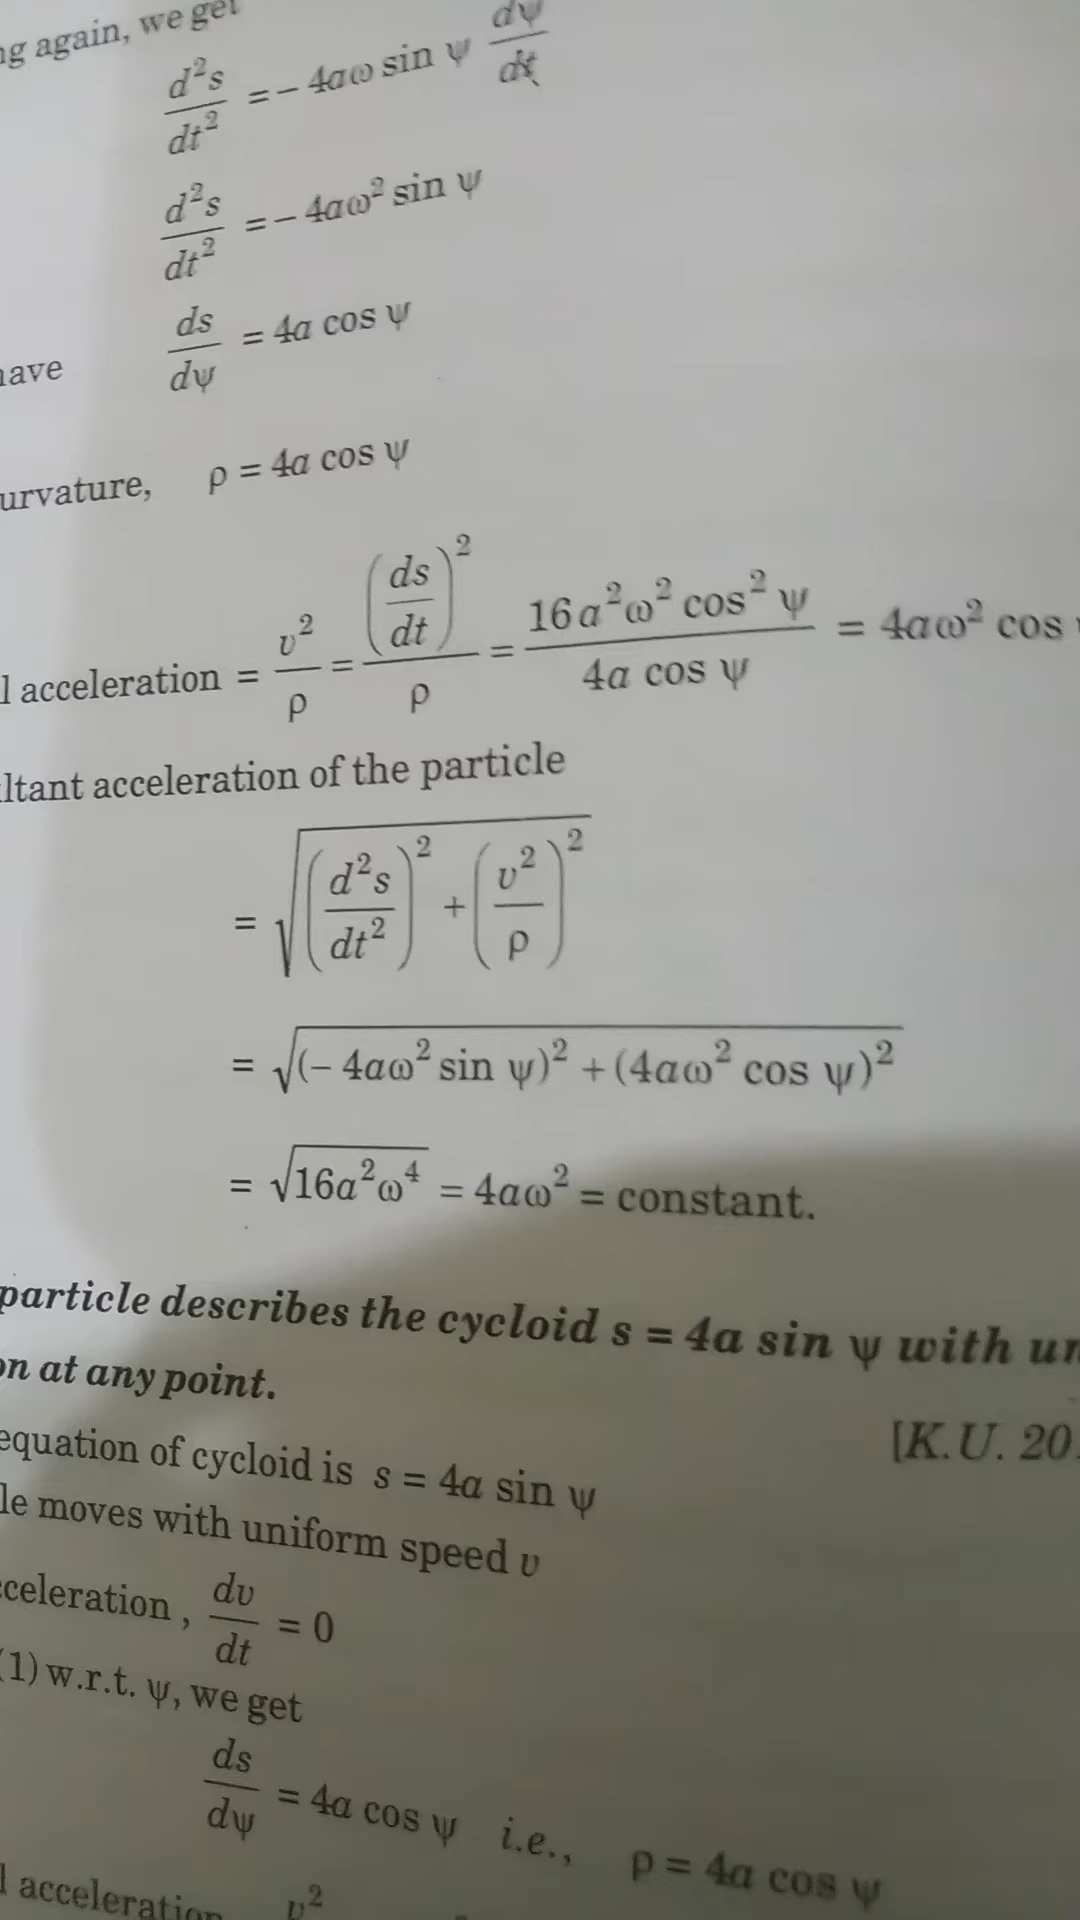 again, we get
d²s/dt² = – 4aω sin ψ dψ/dt
d²s/dt² = – 4aω² sin ψ
ds/dψ = 4a cos ψ
urvature, ρ = 4a cos ψ
l acceleration = v²/ρ = (ds/dt)²/ρ = 16a²ω² cos² ψ / 4a cos ψ = 4aω² cos
ltant acceleration of the particle
= √((d²s/dt²)² + (v²/ρ)²)
= √((– 4aω² sin ψ)² + (4aω² cos ψ)²)
= √(16a²ω⁴) = 4aω² = constant.
particle describes the cycloid s = 4a sin ψ with
on at any point.
[K.U. 20
equation of cycloid is s = 4a sin ψ
le moves with uniform speed v
celeration, dv/dt = 0
(1) w.r.t. ψ, we get
ds/dψ = 4a cos ψ i.e., ρ = 4a cos ψ
l acceleration v²